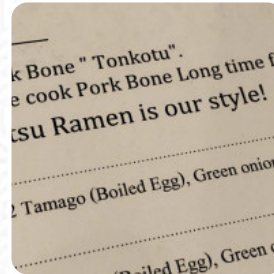 k Bone " Tonkotu".
e cook Pork Bone Long time f
tsu Ramen is our style!
2 Tamago (Boiled Egg), Green onion
(Boiled Egg), Green o